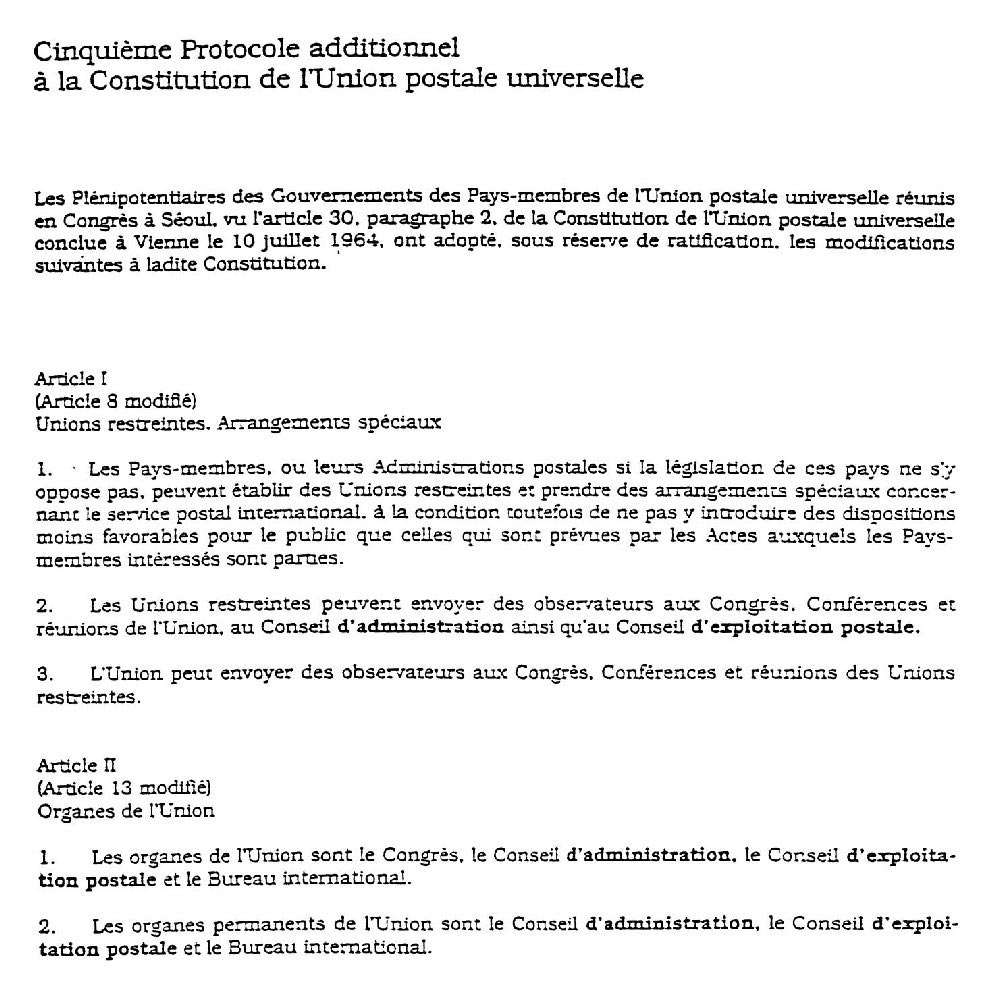 Cinquième Protocole additionnel
à la Constitution de l'Union postale universelle
Les Plénipotentiaires des Gouvernements des Pays-membres de l'Union postale universelle réunis
en Congrès à Séoul, vu l'article 30, paragraphe 2, de la Constitution de l'Union postale universelle
conclue à Vienne le 10 juillet 1964, ont adopté, sous réserve de ratification, les modifications
suivantes à ladite Constitution.
Article I
(Article 8 modifié)
Unions restreintes. Arrangements spéciaux
1. Les Pays-membres, ou leurs Administrations postales si la législation de ces pays ne s'y
oppose pas, peuvent établir des Unions restreintes et prendre des arrangements spéciaux concer-
nant le service postal international, à la condition toutefois de ne pas y introduire des dispositions
moins favorables pour le public que celles qui sont prévues par les Actes auxquels les Pays-
membres intéressés sont parties.
2. Les Unions restreintes peuvent envoyer des observateurs aux Congrès, Conférences et
réunions de l'Union, au Conseil d'administration ainsi qu'au Conseil d'exploitation postale.
3. L'Union peut envoyer des observateurs aux Congrès, Conférences et réunions des Unions
restreintes.
Article II
(Article 13 modifié)
Organes de l'Union
1. Les organes de l'Union sont le Congrès, le Conseil d'administration, le Conseil d'exploita-
tion postale et le Bureau international.
2. Les organes permanents de l'Union sont le Conseil d'administration, le Conseil d'exploi-
tation postale et le Bureau international.